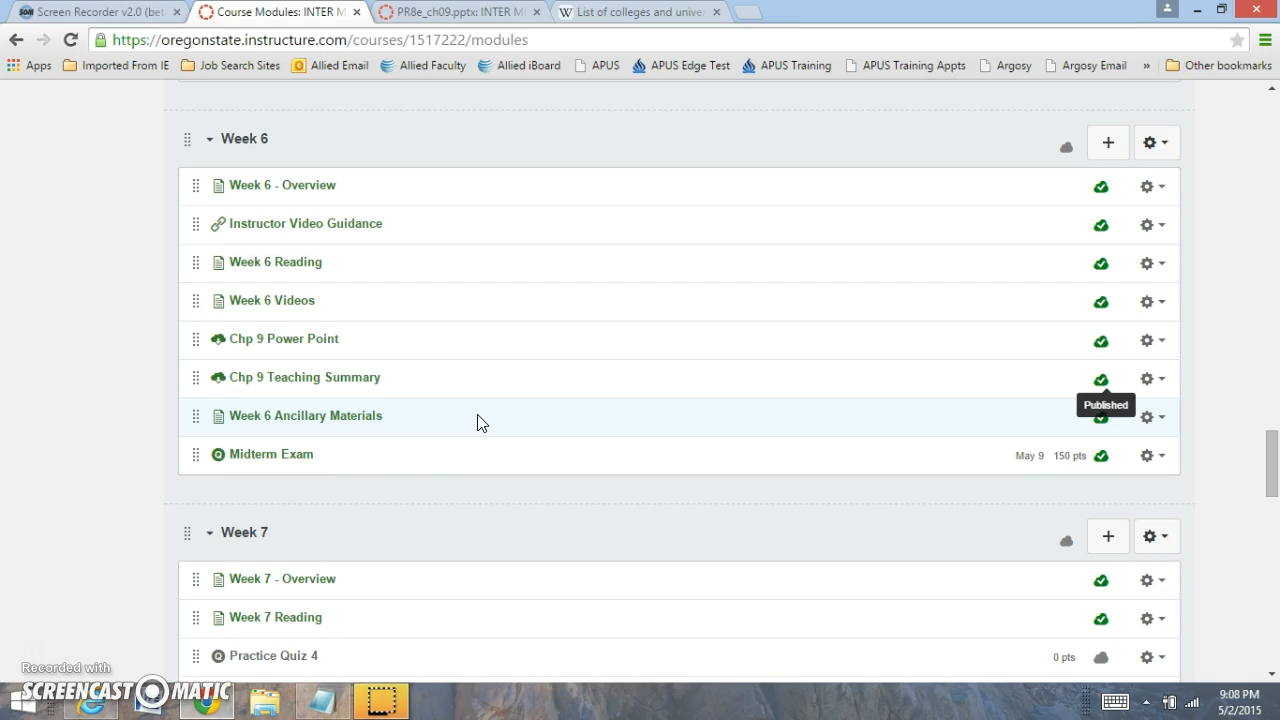 Screen Recorder v2.0 (bet
Course Modules: INTER M
PR8e_ch09.pptx: INTER M
List of colleges and unive
https://oregonstate.instructure.com/courses/1517222/modules
Apps
Imported From IE
Job Search Sites
Allied Email
Allied Faculty
Allied iBoard
APUS
APUS Edge Test
APUS Training
APUS Training Appts
Argosy
Argosy Email
»
Other bookmarks
Week 6
Week 6 - Overview
Instructor Video Guidance
Week 6 Reading
Week 6 Videos
Chp 9 Power Point
Chp 9 Teaching Summary
Published
Week 6 Ancillary Materials
Midterm Exam May 9 150 pts
Week 7
Week 7 - Overview
Week 7 Reading
Practice Quiz 4 0 pts
Recorded with
SCREENCAST-O-MATIC
9:08 PM
5/2/2015